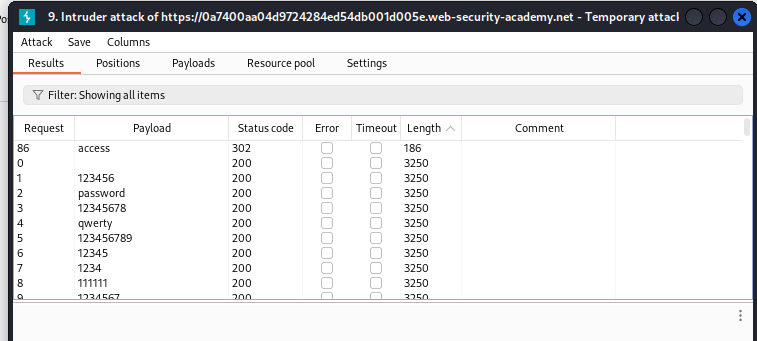 9. Intruder attack of https://0a7400aa04d9724284ed54db001d005e.web-security-academy.net - Temporary attack
Attack Save Columns
Results Positions Payloads Resource pool Settings
Filter: Showing all items
Request Payload Status code Error Timeout Length Comment
86 access 302 186
0 200 3250
1 123456 200 3250
2 password 200 3250
3 12345678 200 3250
4 qwerty 200 3250
5 123456789 200 3250
6 12345 200 3250
7 1234 200 3250
8 111111 200 3250
9 1234567 200 3250